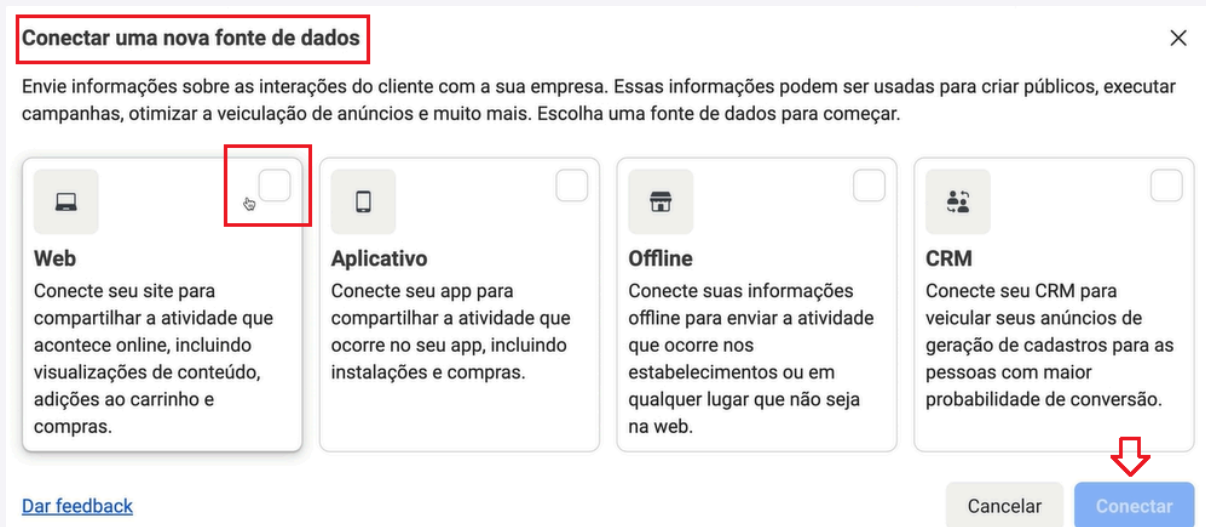 Conectar uma nova fonte de dados
Envie informações sobre as interações do cliente com a sua empresa. Essas informações podem ser usadas para criar públicos, executar
campanhas, otimizar a veiculação de anúncios e muito mais. Escolha uma fonte de dados para começar.
Web
Conecte seu site para
compartilhar a atividade que
acontece online, incluindo
visualizações de conteúdo,
adições ao carrinho e
compras.
Aplicativo
Conecte seu app para
compartilhar a atividade que
ocorre no seu app, incluindo
instalações e compras.
Offline
Conecte suas informações
offline para enviar a atividade
que ocorre nos
estabelecimentos ou em
qualquer lugar que não seja
na web.
CRM
Conecte seu CRM para
veicular seus anúncios de
geração de cadastros para as
pessoas com maior
probabilidade de conversão.
Dar feedback
Cancelar
Conectar